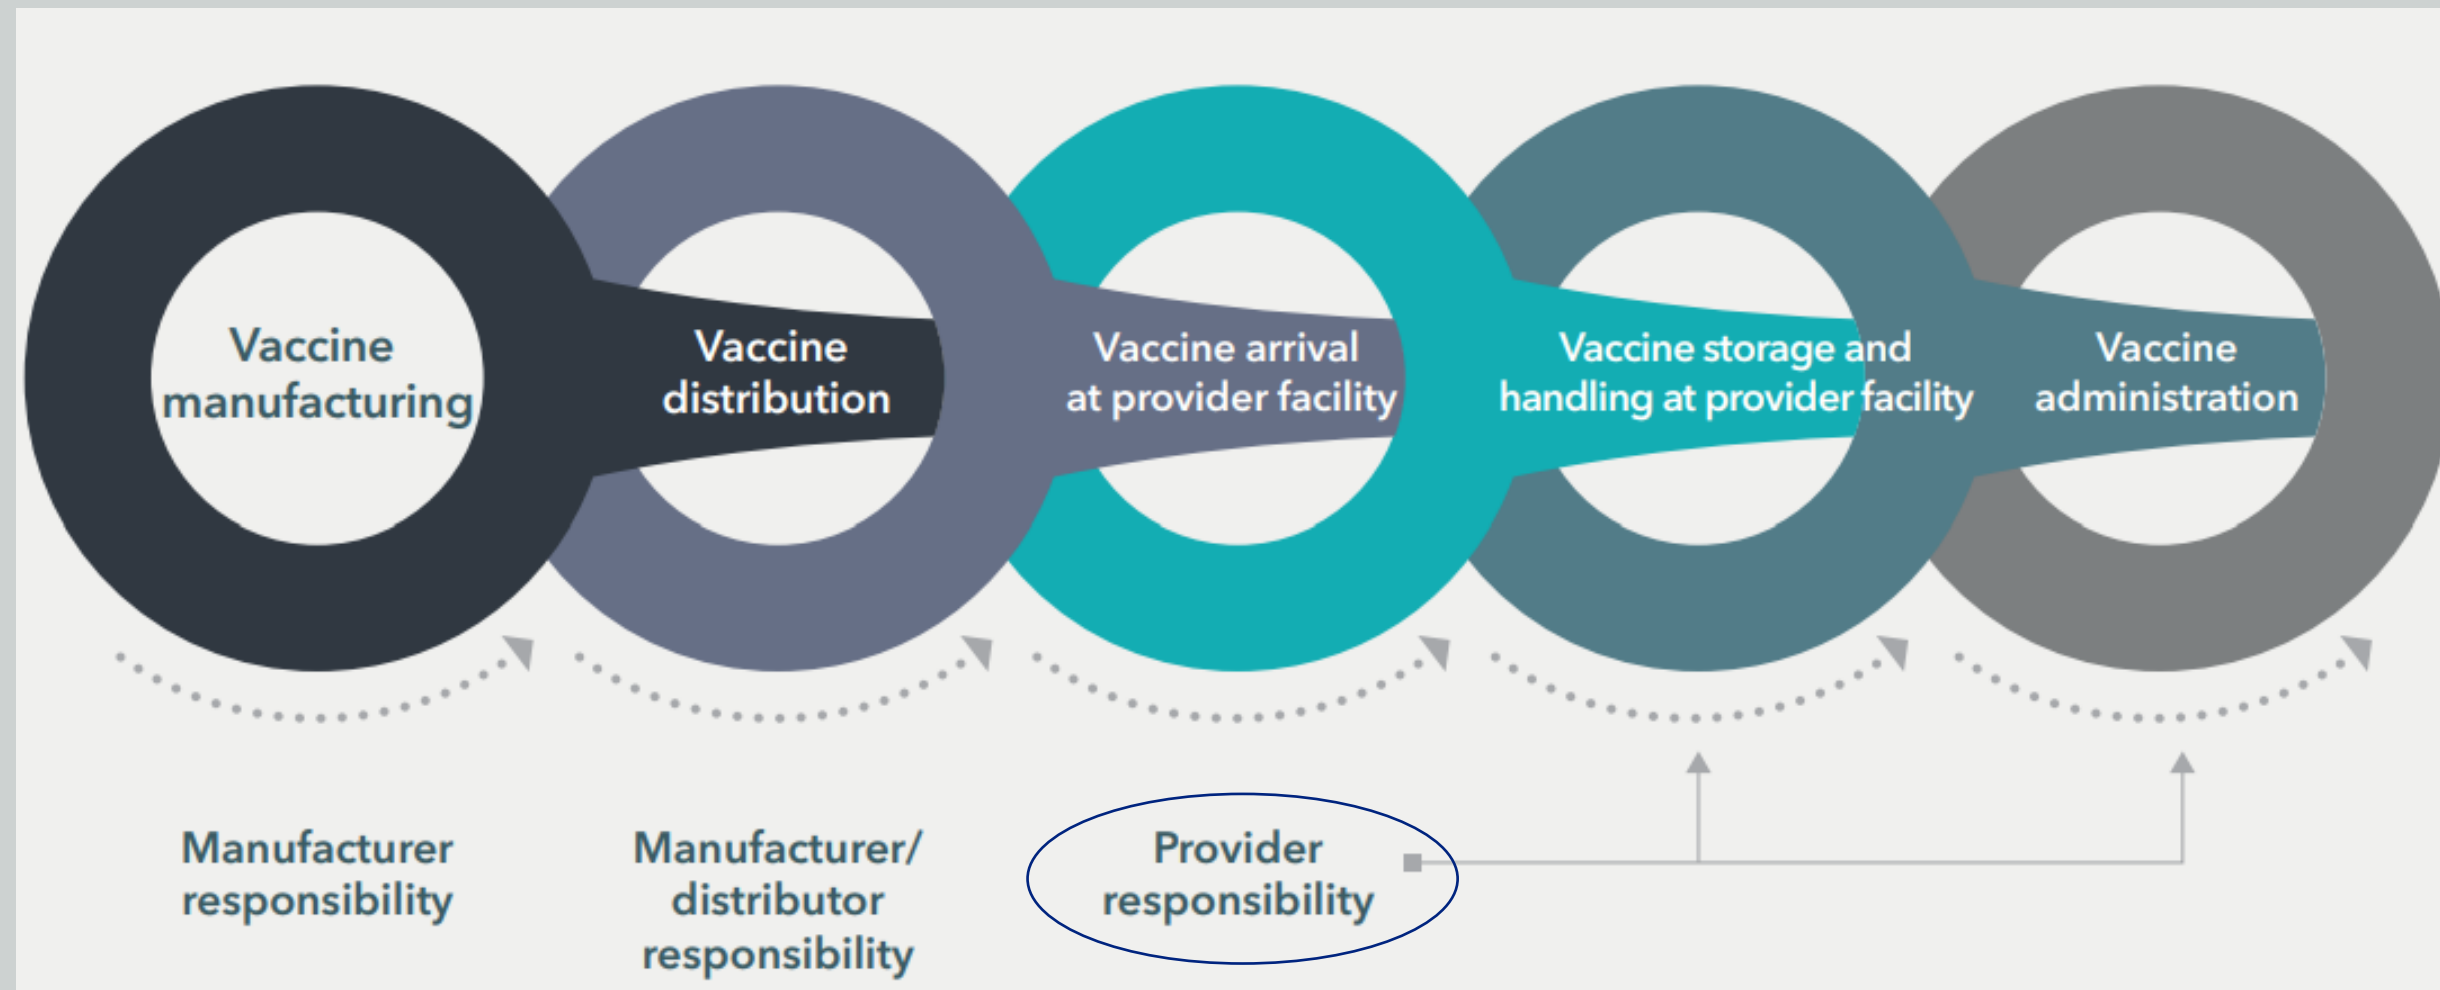 Vaccine
manufacturing
Vaccine
distribution
Vaccine arrival
at provider facility
Vaccine storage and
handling at provider facility
Vaccine
administration
Manufacturer
responsibility
Manufacturer/
distributor
responsibility
Provider
responsibility